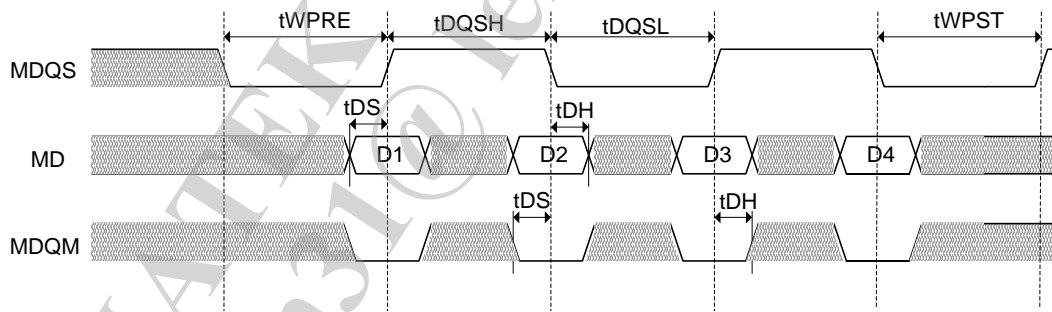 tWPRE tDQSH tDQSL tWPST
MDQS
tDS tDH
MD D1 D2 D3 D4
tDS tDH
MDQM